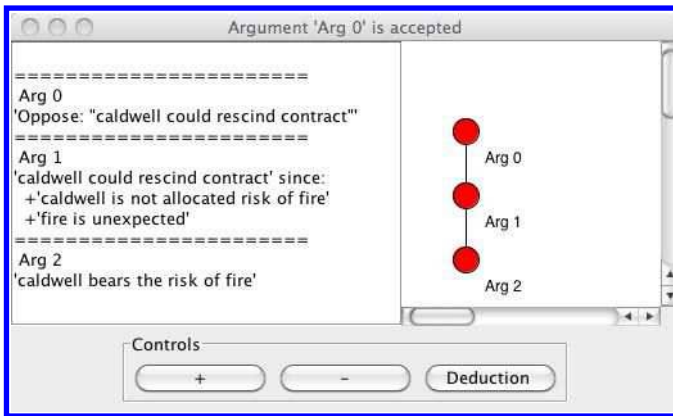 Argument 'Arg 0' is accepted
=======================
Arg 0
'Oppose: "caldwell could rescind contract"'
=======================
Arg 1
'caldwell could rescind contract' since:
+'caldwell is not allocated risk of fire'
+'fire is unexpected'
=======================
Arg 2
'caldwell bears the risk of fire'
Arg 0
Arg 1
Arg 2
Controls
+
-
Deduction